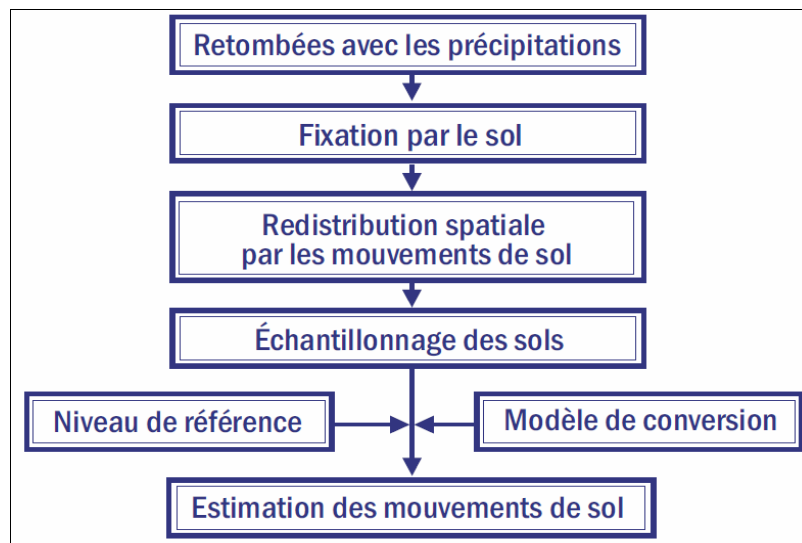 Retombées avec les précipitations
Fixation par le sol
Redistribution spatiale
par les mouvements de sol
Échantillonnage des sols
Niveau de référence
Modèle de conversion
Estimation des mouvements de sol